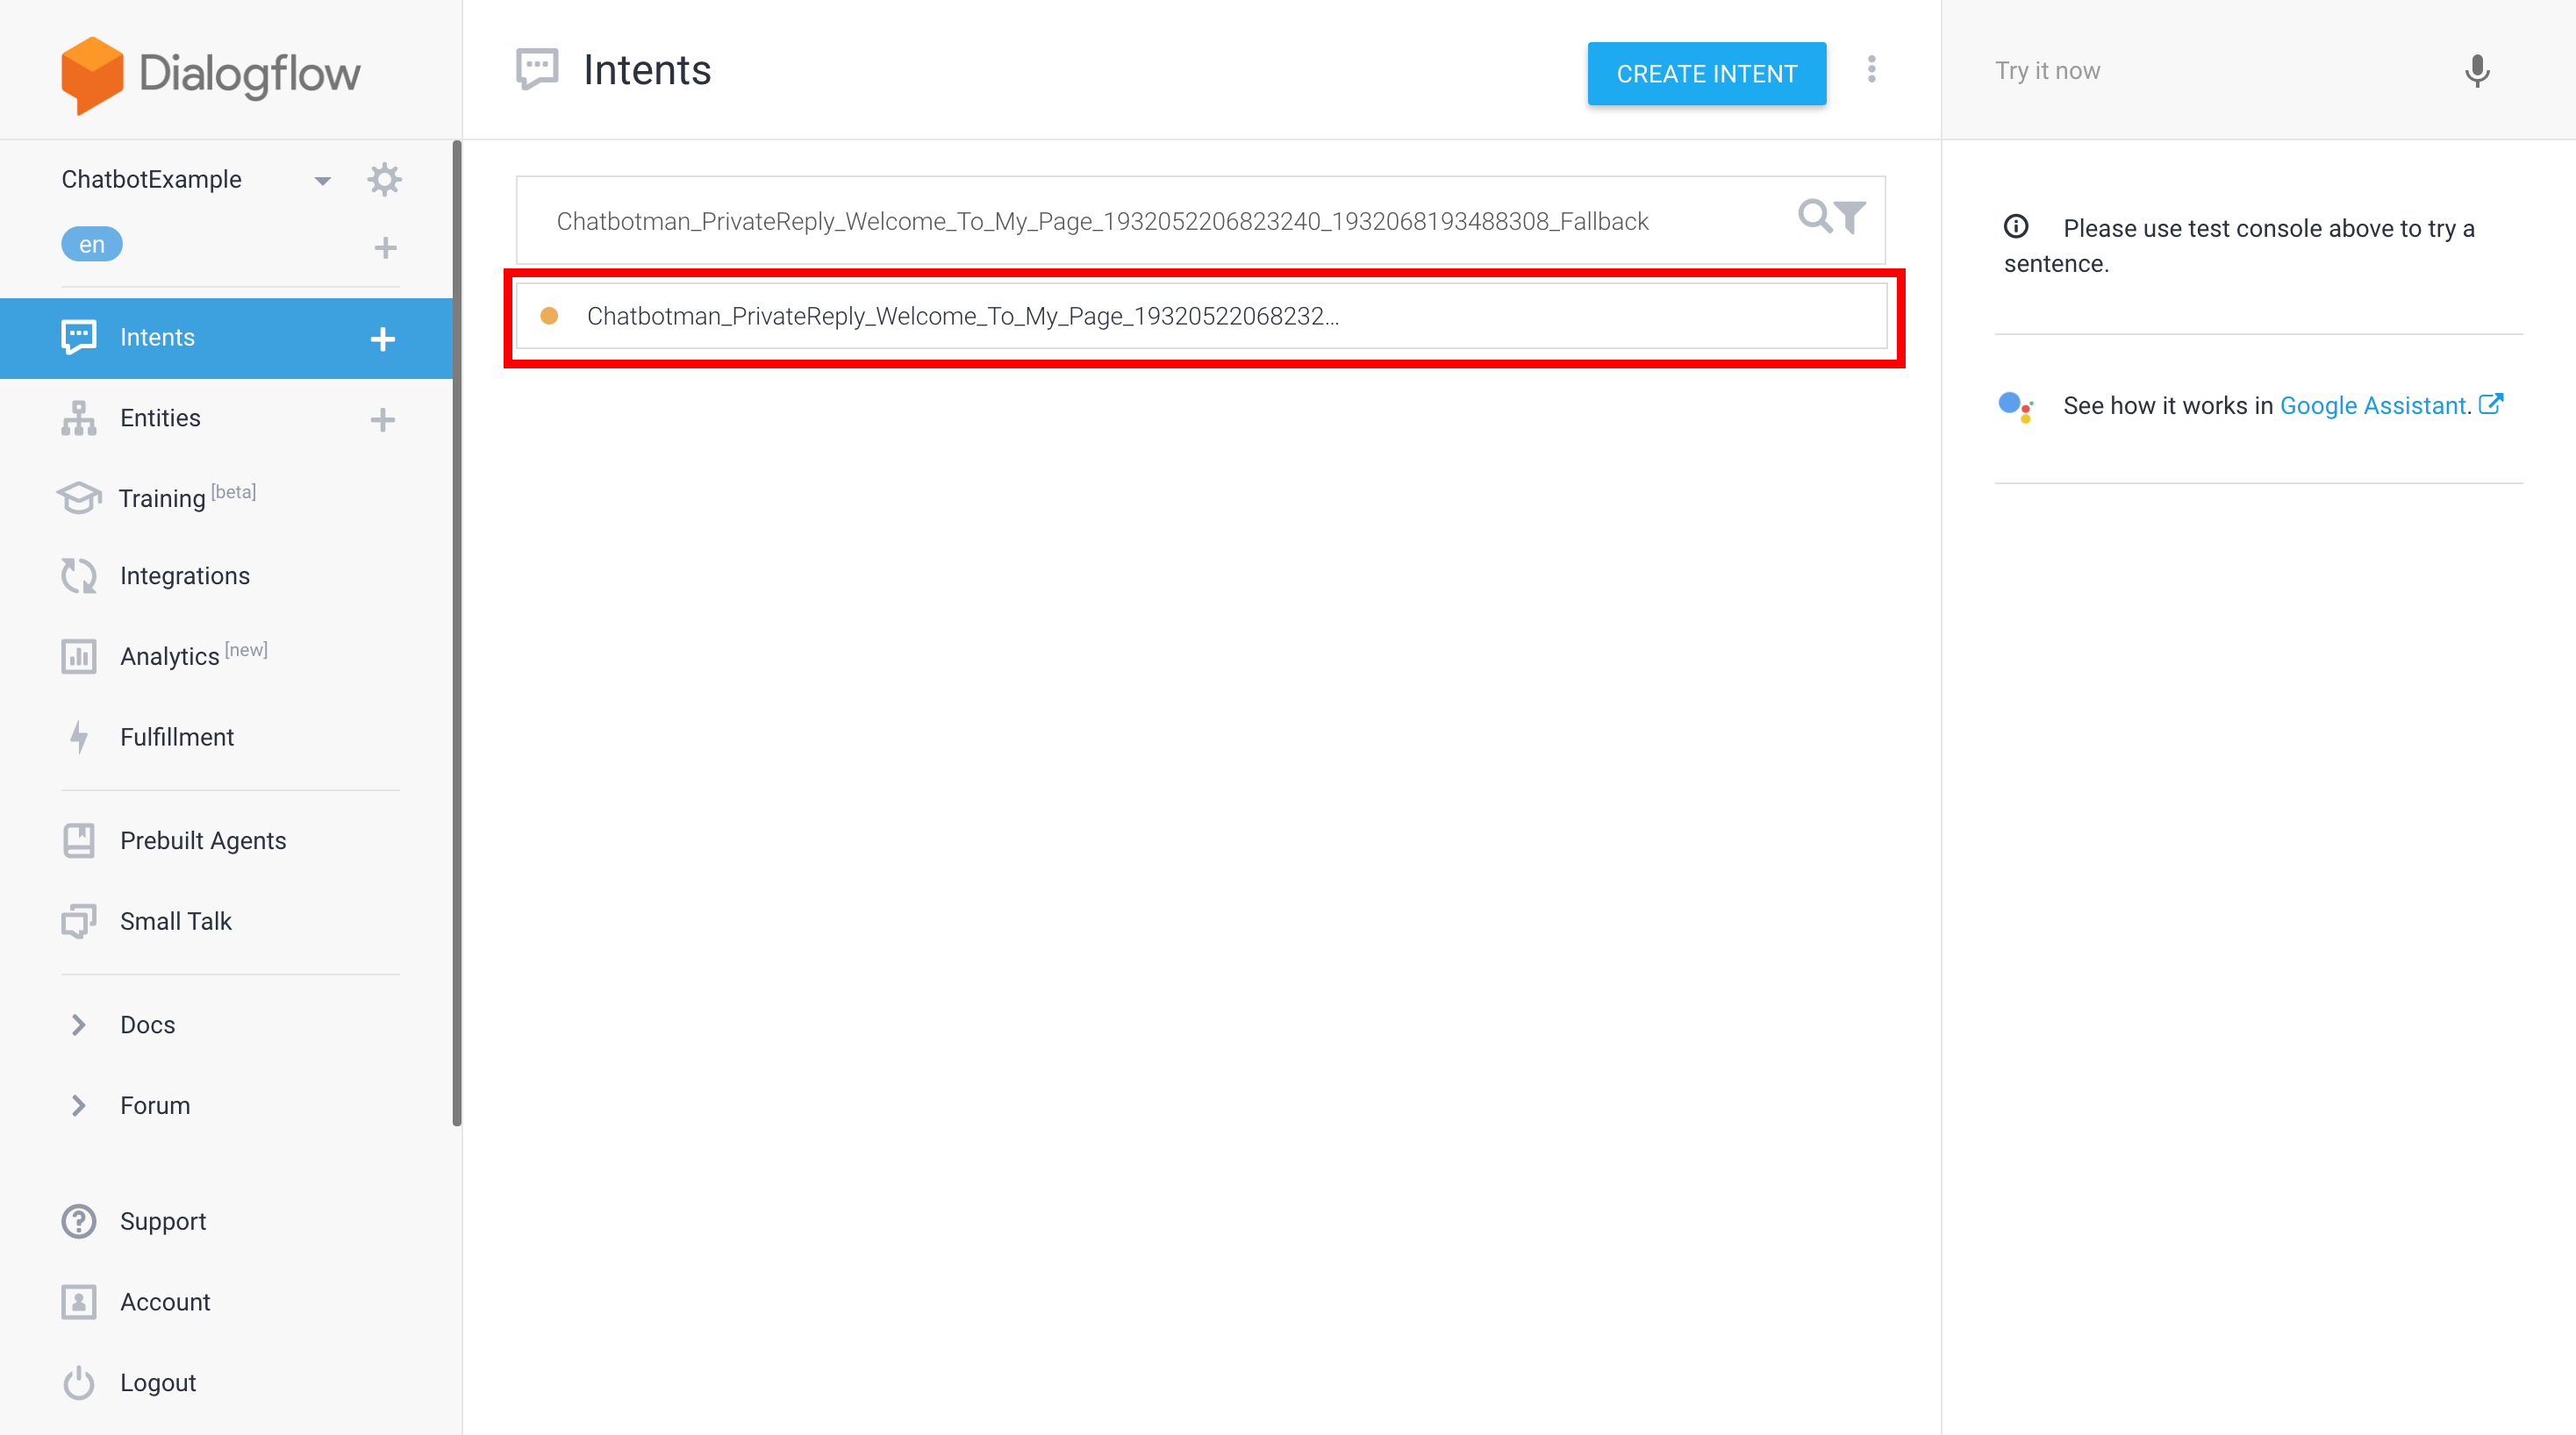 Dialogflow
ChatbotExample
en
Intents
Entities
Training [beta]
Integrations
Analytics [new]
Fulfillment
Prebuilt Agents
Small Talk
Docs
Forum
Support
Account
Logout
Intents
CREATE INTENT
Chatbotman_PrivateReply_Welcome_To_My_Page_1932052206823240_1932068193488308_Fallback
Chatbotman_PrivateReply_Welcome_To_My_Page_19320522068232...
Try it now
Please use test console above to try a
sentence.
See how it works in Google Assistant.